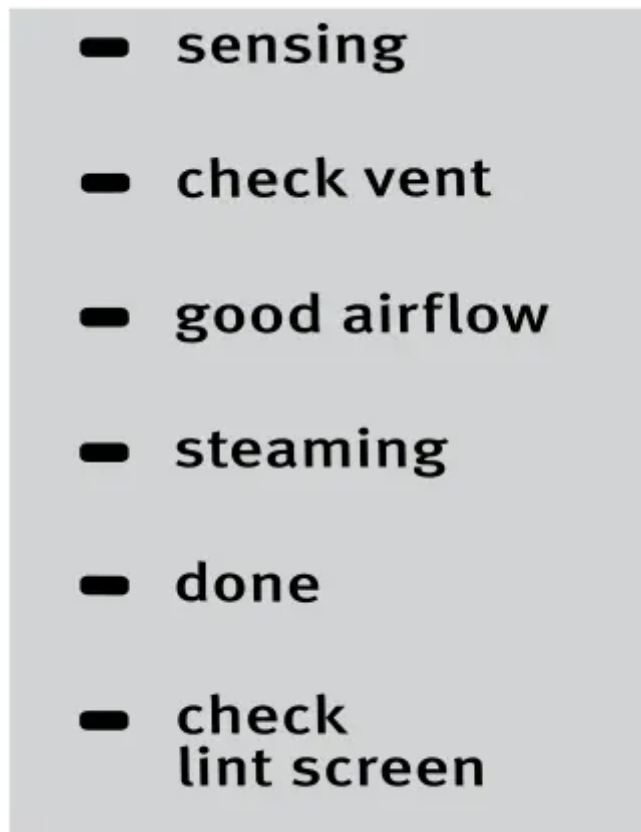 sensing
check vent
good airflow
steaming
done
check
lint screen